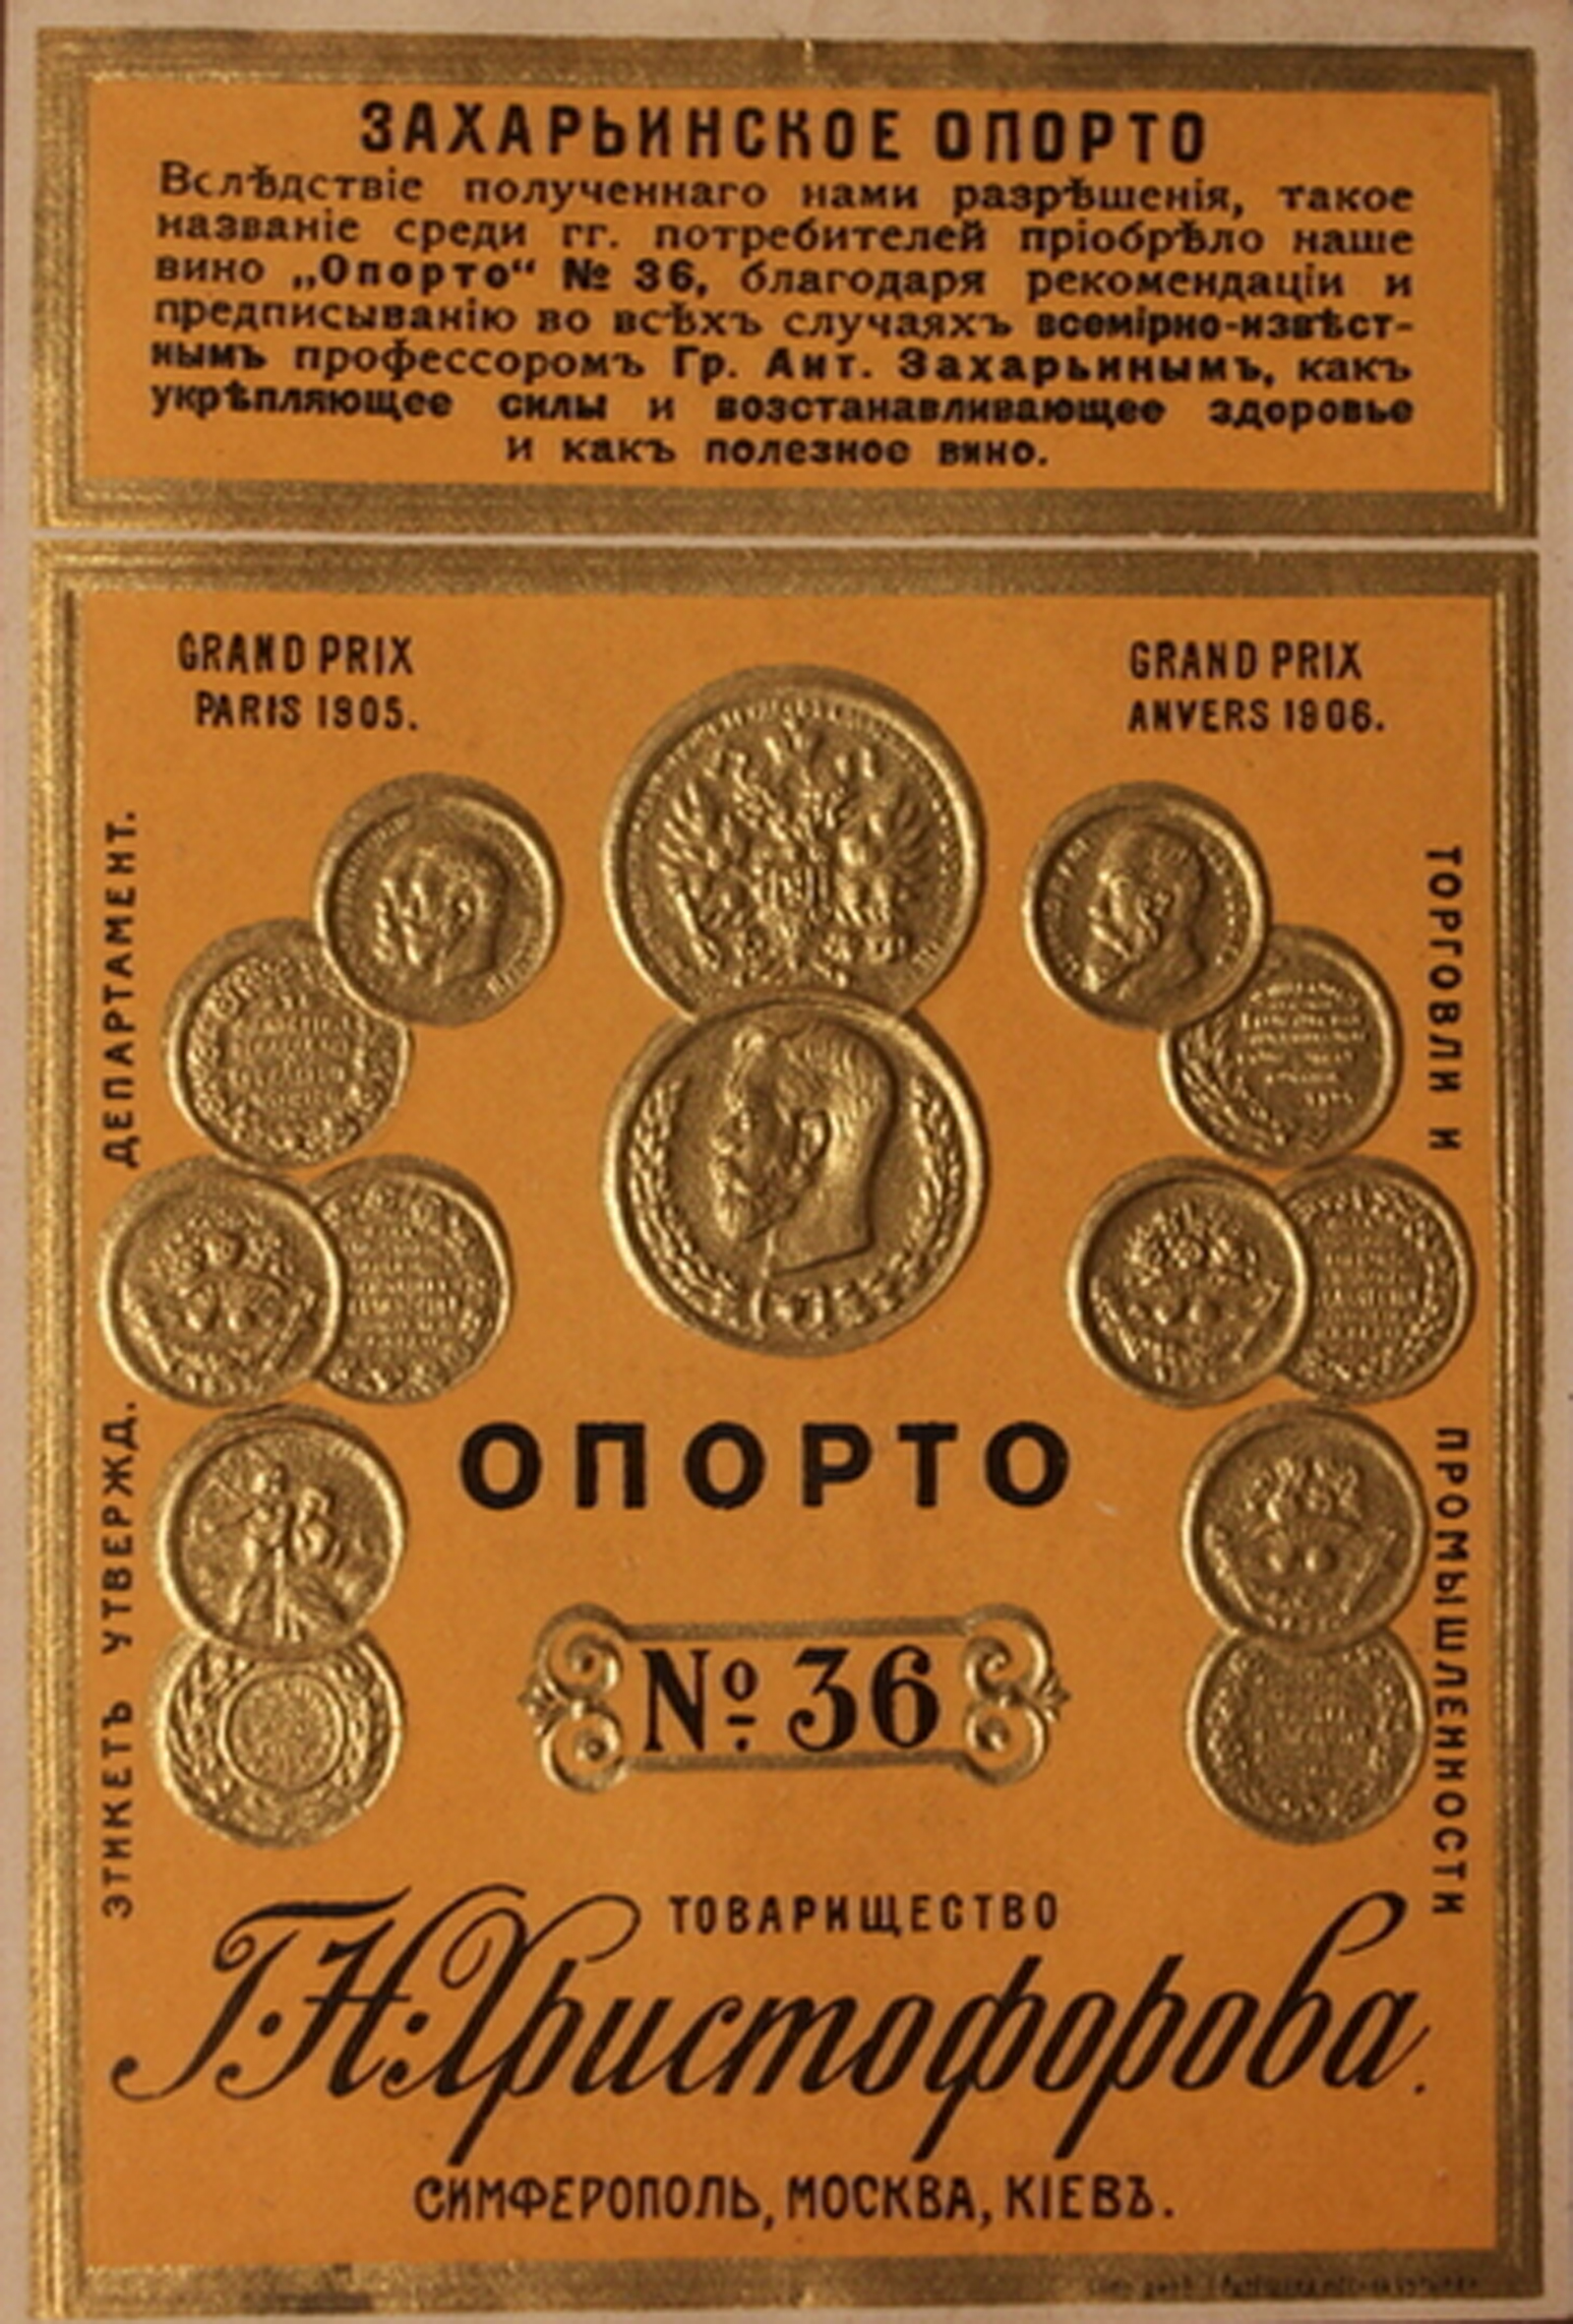 ЗАХАРЬИНСКОЕ ОПОРТО
Вслѣдствіе полученнаго нами разрѣшенія, такое
названіе среди гг. потребителей пріобрѣло наше
вино „Опорто“ № 36, благодаря рекомендаціи и
предписыванію во всѣхъ случаяхъ всемірно-извѣст-
нымъ профессоромъ Гр. Ант. Захарьинымъ, какъ
укрѣпляющее силы и возстанавливающее здоровье
и какъ полезное вино.
GRAND PRIX
PARIS 1905.
GRAND PRIX
ANVERS 1906.
ЭТИКЕТЪ УТВЕРЖД. ДЕПАРТАМЕНТ.
ТОРГОВЛИ И ПРОМЫШЛЕННОСТИ
ОПОРТО
№ 36
ТОВАРИЩЕСТВО
Г.Н.Христофорова.
СИМФЕРОПОЛЬ, МОСКВА, КІЕВЪ.